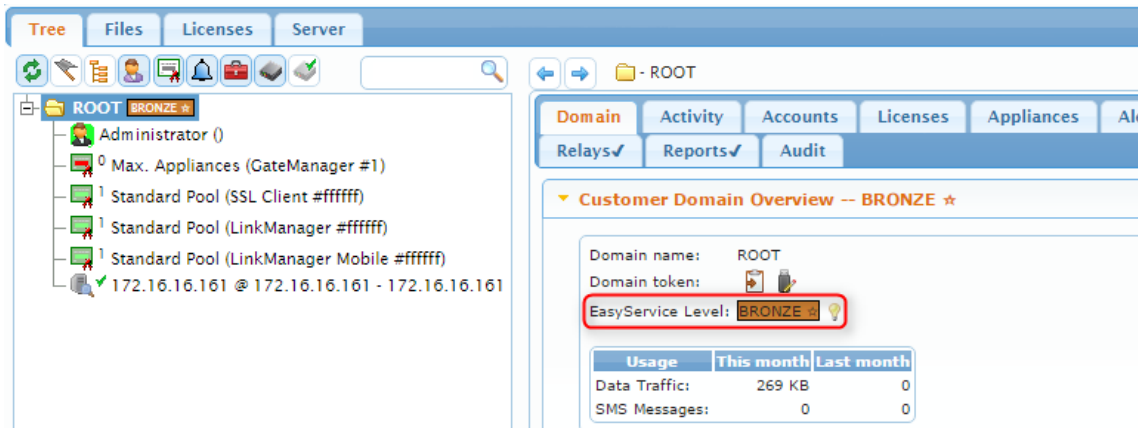 Tree Files Licenses Server
- ROOT
ROOT BRONZE ☆
Administrator ()
0 Max. Appliances (GateManager #1)
1 Standard Pool (SSL Client #ffffff)
1 Standard Pool (LinkManager #ffffff)
1 Standard Pool (LinkManager Mobile #ffffff)
172.16.16.161 @ 172.16.16.161 - 172.16.16.161
Domain Activity Accounts Licenses Appliances
Relays✔ Reports✔ Audit
Customer Domain Overview -- BRONZE ☆
Domain name: ROOT
Domain token:
EasyService Level: BRONZE ☆
Usage This month Last month
Data Traffic: 269 KB 0
SMS Messages: 0 0